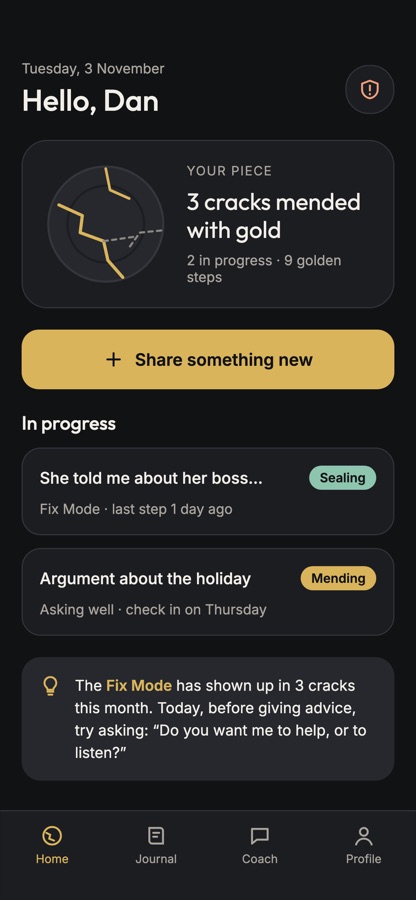 Tuesday, 3 November
Hello, Dan
YOUR PIECE
3 cracks mended
with gold
2 in progress · 9 golden
steps
Share something new
In progress
She told me about her boss...
Sealing
Fix Mode · last step 1 day ago
Argument about the holiday
Mending
Asking well · check in on Thursday
The Fix Mode has shown up in 3 cracks
this month. Today, before giving advice,
try asking: “Do you want me to help, or to
listen?”
Home
Journal
Coach
Profile